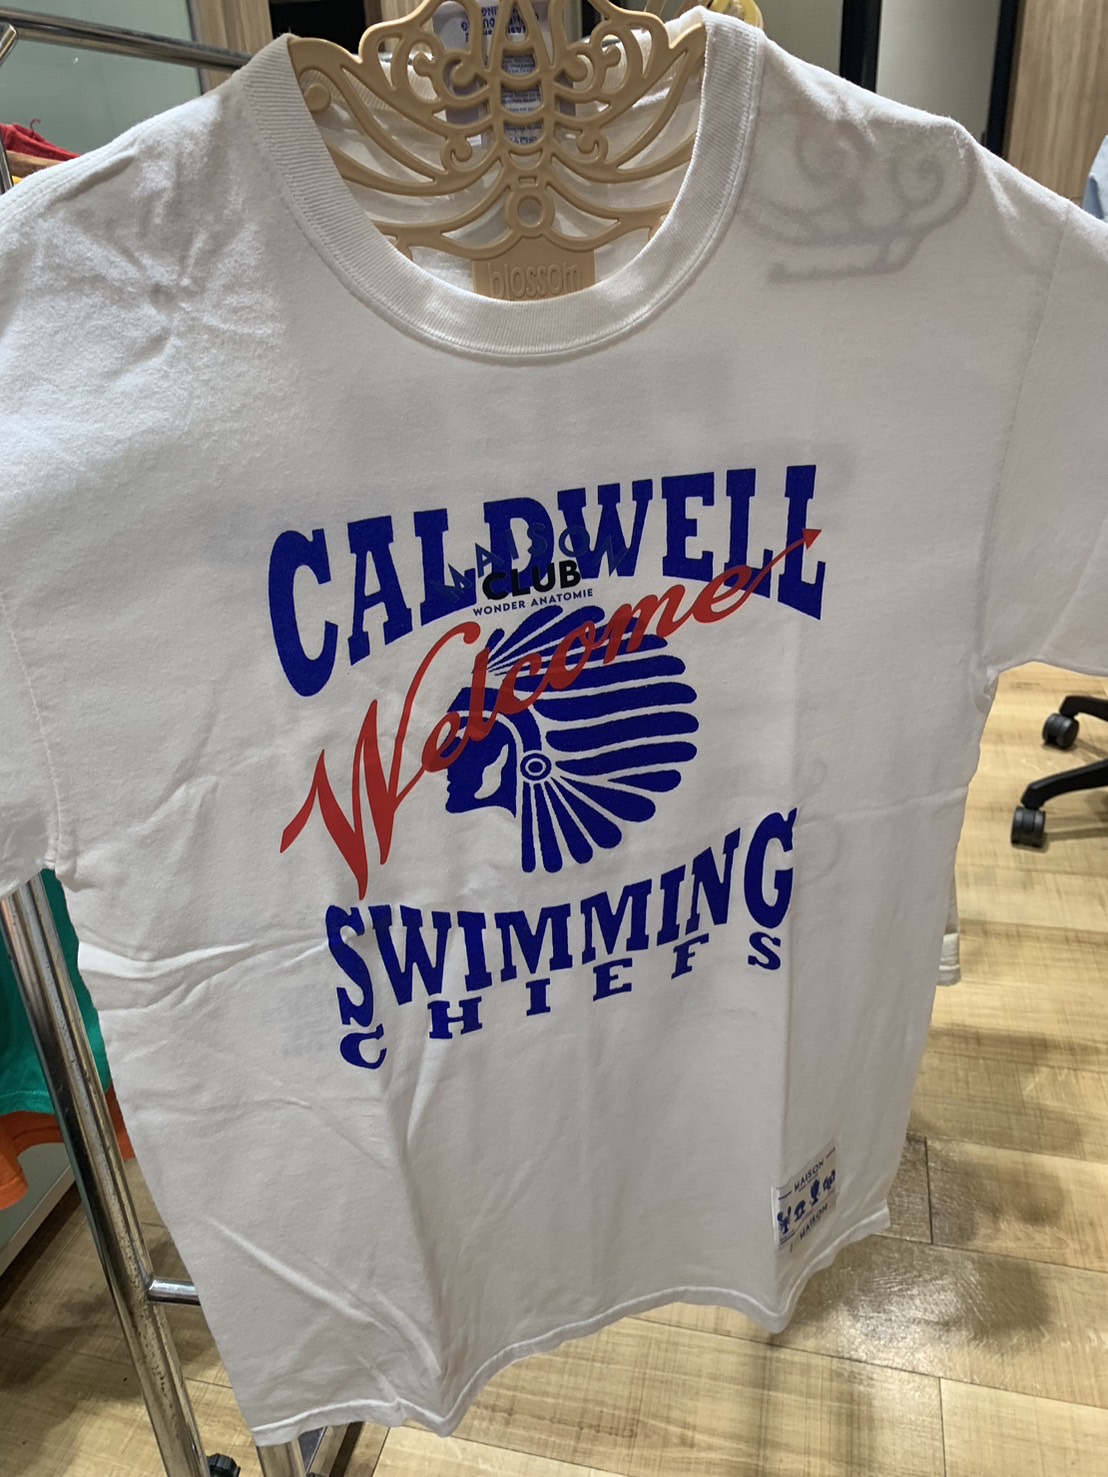 blossom
CALDWELL
MAISON
CLUB
WONDER ANATOMIE
Welcome
SWIMMING
CHIEFS
MAISON
MAISON